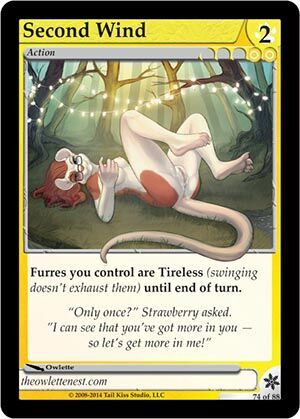 Second Wind
2
Action
Furres you control are Tireless (swinging
doesn't exhaust them) until end of turn.
"Only once?" Strawberry asked.
"I can see that you've got more in you —
so let's get more in me!"
Owlette
theowlettenest.com
© 2008-2014 Tail Kiss Studio, LLC
74 of 88